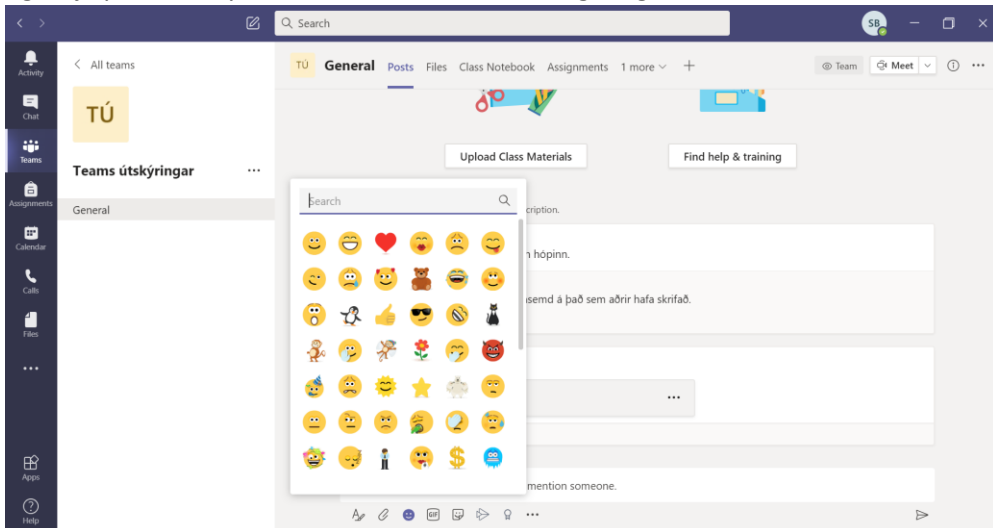 Search
SB
Activity
Chat
Teams
Assignments
Calendar
Calls
Files
Apps
Help
All teams
TÚ
Teams útskýringar
General
TÚ General Posts Files Class Notebook Assignments 1 more
Team Meet
Upload Class Materials Find help & training
Search
cription.
hópinn.
semd á það sem aðrir hafa skrifað.
mention someone.
GIF